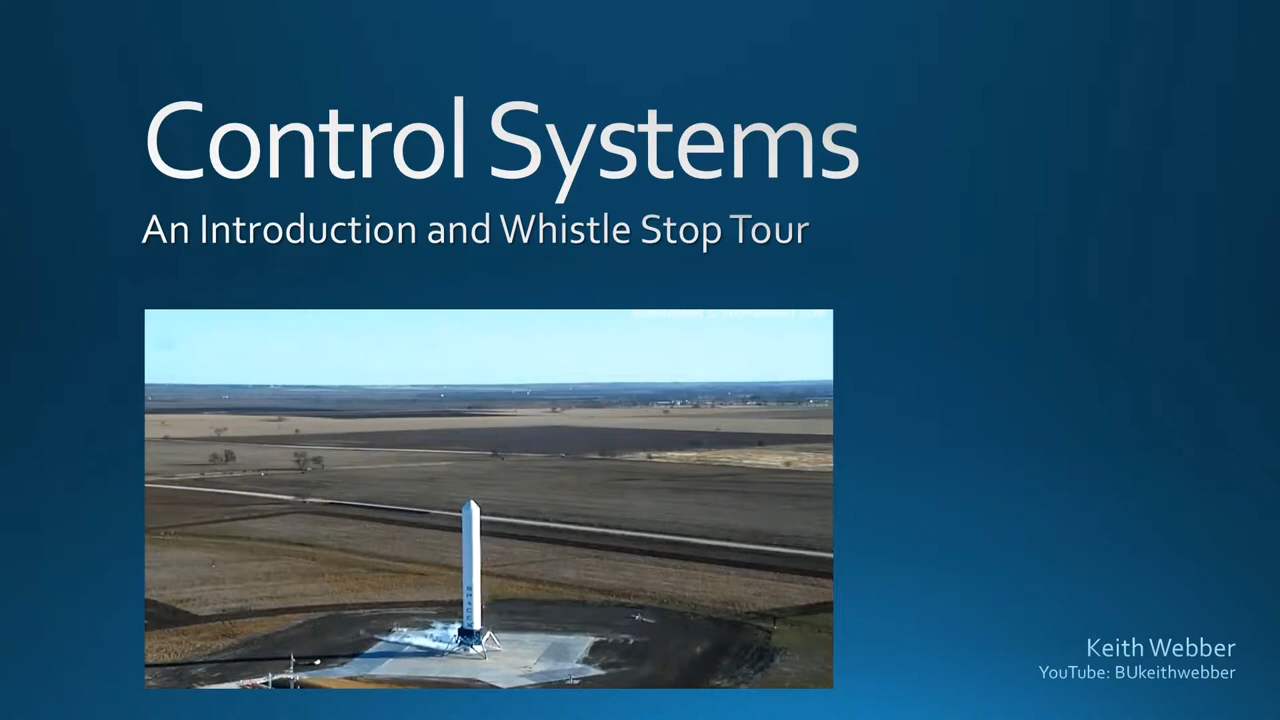 Control Systems
An Introduction and Whistle Stop Tour
Keith Webber
YouTube: BUkeithwebber